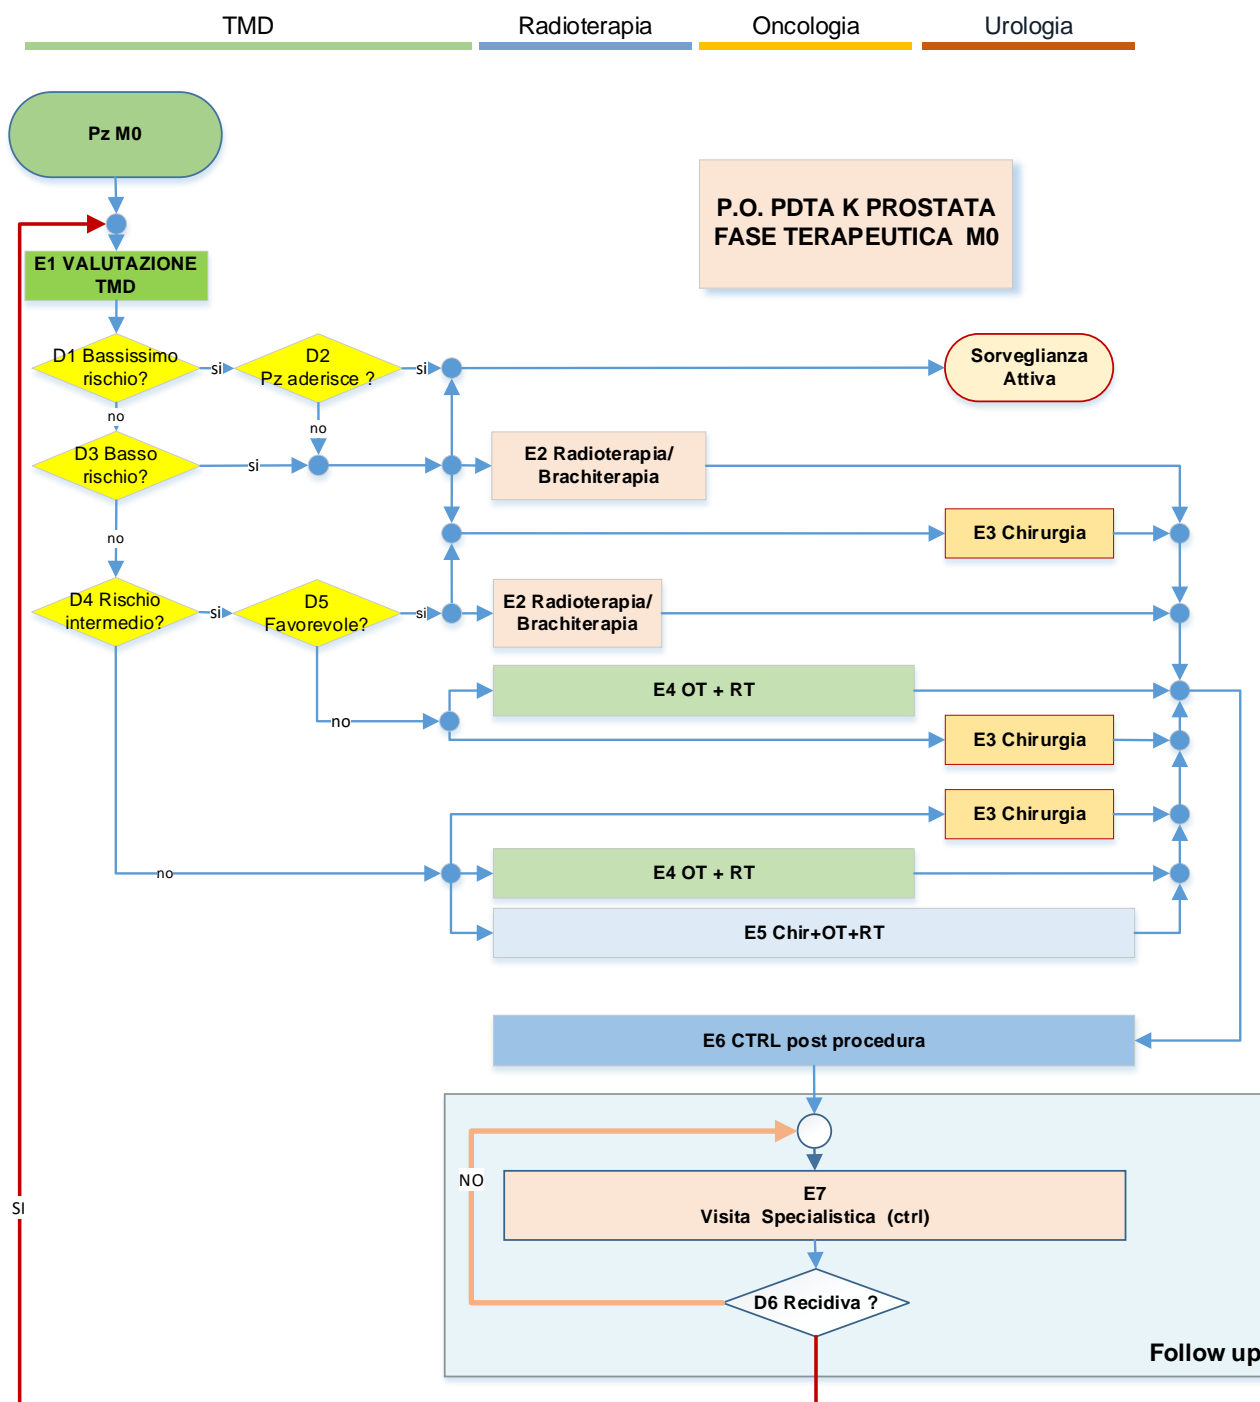 TMD
Radioterapia
Oncologia
Urologia
Pz M0
P.O. PDTA K PROSTATA
FASE TERAPEUTICA M0
E1 VALUTAZIONE
TMD
D1 Bassissimo
rischio?
si
D2
Pz aderisce ?
si
Sorveglianza
Attiva
no
no
D3 Basso
rischio?
si
E2 Radioterapia/
Brachiterapia
no
E3 Chirurgia
D4 Rischio
intermedio?
si
D5
Favorevole?
si
E2 Radioterapia/
Brachiterapia
E4 OT + RT
no
E3 Chirurgia
E3 Chirurgia
no
E4 OT + RT
E5 Chir+OT+RT
E6 CTRL post procedura
NO
E7
Visita Specialistica (ctrl)
SI
D6 Recidiva ?
Follow up